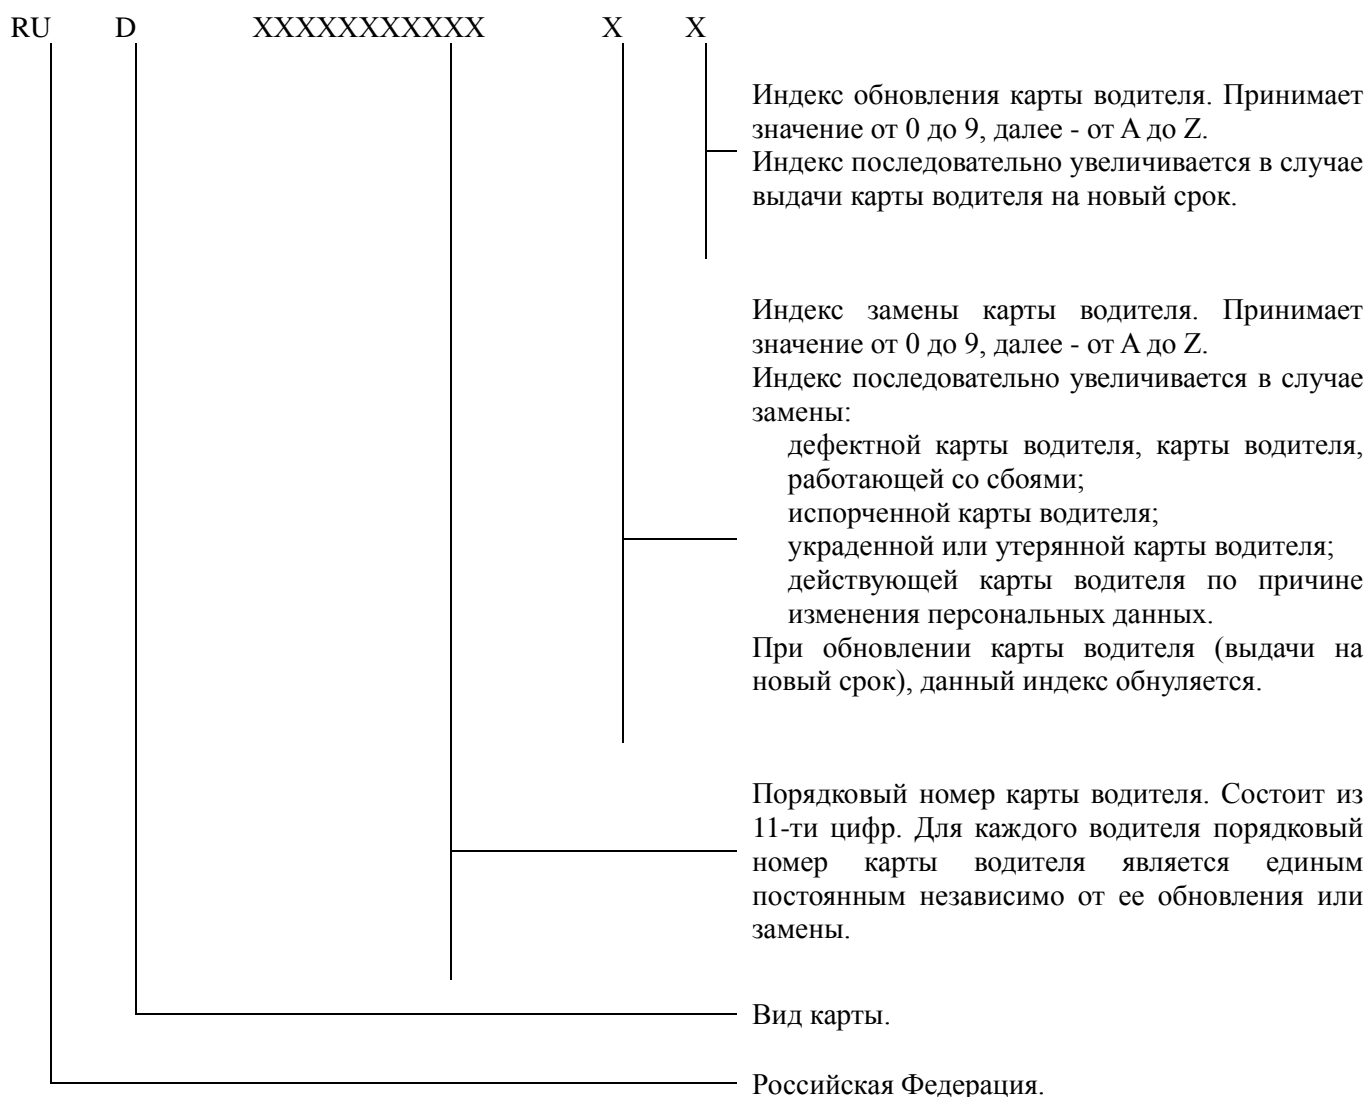 RU D XXXXXXXXXXX X X
Индекс обновления карты водителя. Принимает
значение от 0 до 9, далее - от A до Z.
Индекс последовательно увеличивается в случае
выдачи карты водителя на новый срок.
Индекс замены карты водителя. Принимает
значение от 0 до 9, далее - от A до Z.
Индекс последовательно увеличивается в случае
замены:
дефектной карты водителя, карты водителя,
работающей со сбоями;
испорченной карты водителя;
украденной или утерянной карты водителя;
действующей карты водителя по причине
изменения персональных данных.
При обновлении карты водителя (выдачи на
новый срок), данный индекс обнуляется.
Порядковый номер карты водителя. Состоит из
11-ти цифр. Для каждого водителя порядковый
номер карты водителя является единым
постоянным независимо от ее обновления или
замены.
Вид карты.
Российская Федерация.